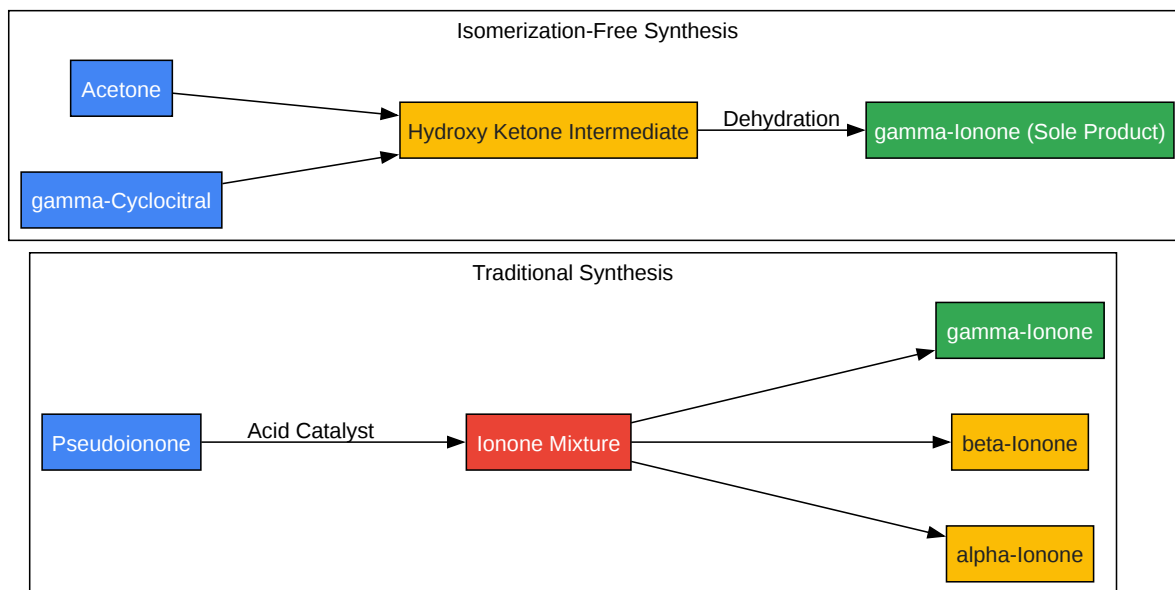 Isomerization-Free Synthesis
Acetone
gamma-Cyclocitral
Hydroxy Ketone Intermediate
Dehydration
gamma-Ionone (Sole Product)
Traditional Synthesis
Pseudoionone
Acid Catalyst
Ionone Mixture
gamma-Ionone
beta-Ionone
alpha-Ionone